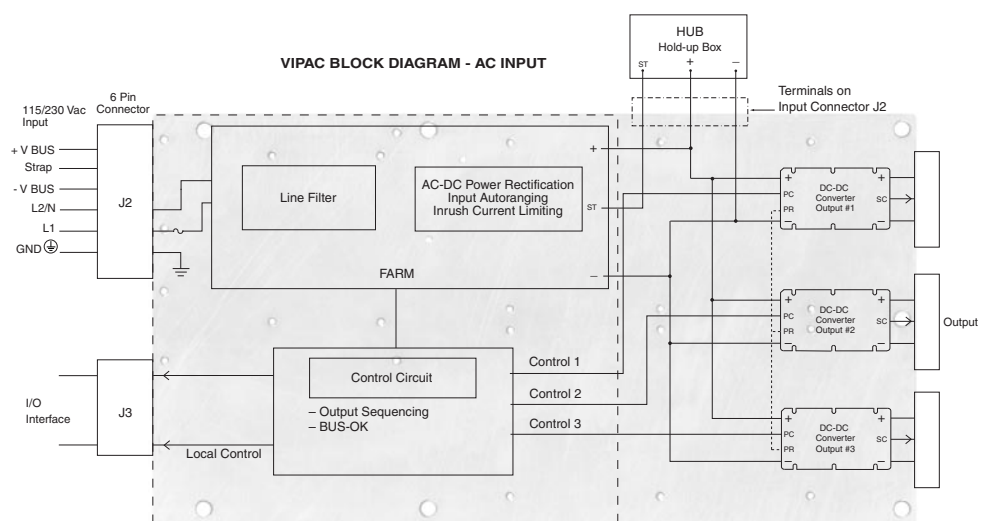 HUB
Hold-up Box
ST
+
–
VIPAC BLOCK DIAGRAM - AC INPUT
Terminals on
Input Connector J2
6 Pin
Connector
115/230 Vac
Input
+ V BUS
Strap
- V BUS
L2/N
L1
GND
J2
Line Filter
AC-DC Power Rectification
Input Autoranging
Inrush Current Limiting
+
ST
–
FARM
+
PC
PR
–
DC-DC
Converter
Output #1
+
SC
–
+
PC
PR
–
DC-DC
Converter
Output #2
+
SC
–
Output
+
PC
PR
–
DC-DC
Converter
Output #3
+
SC
–
Control Circuit
– Output Sequencing
– BUS-OK
Control 1
Control 2
Control 3
I/O
Interface
J3
Local Control